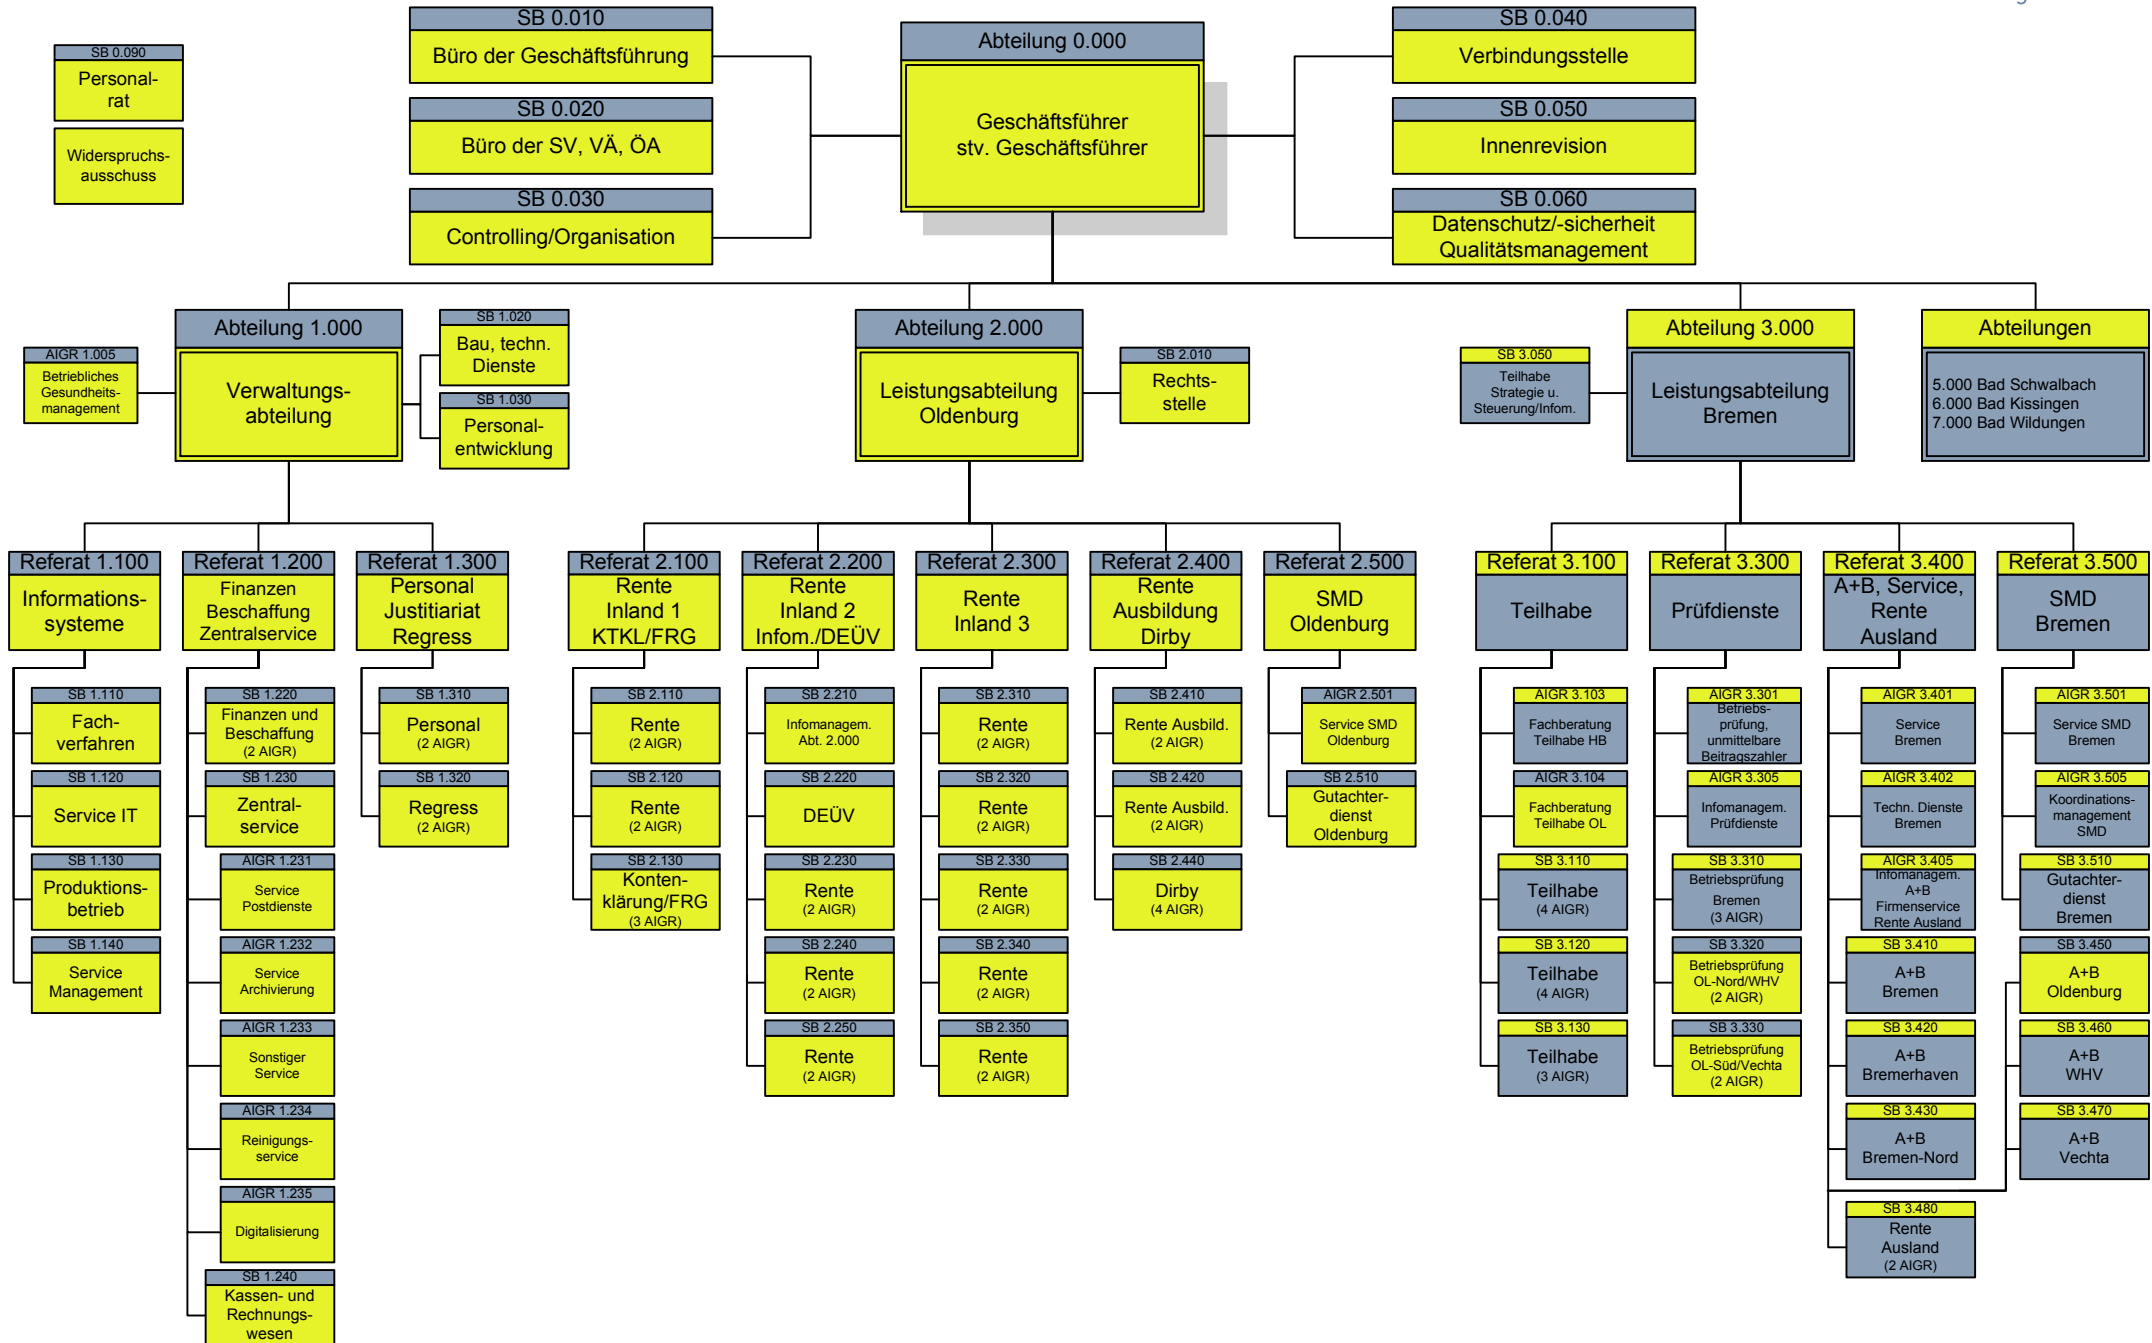 SB 0.090
Personal-
rat
Widerspruchs-
ausschuss
SB 0.010
Büro der Geschäftsführung
SB 0.020
Büro der SV, VÄ, ÖA
SB 0.030
Controlling/Organisation
Abteilung 0.000
Geschäftsführer
stv. Geschäftsführer
SB 0.040
Verbindungsstelle
SB 0.050
Innenrevision
SB 0.060
Datenschutz/-sicherheit
Qualitätsmanagement
AIGR 1.005
Betriebliches
Gesundheits-
management
Abteilung 1.000
Verwaltungs-
abteilung
SB 1.020
Bau, techn.
Dienste
SB 1.030
Personal-
entwicklung
Abteilung 2.000
Leistungsabteilung
Oldenburg
SB 2.010
Rechts-
stelle
SB 3.050
Teilhabe
Strategie u.
Steuerung/Infom.
Abteilung 3.000
Leistungsabteilung
Bremen
Abteilungen
5.000 Bad Schwalbach
6.000 Bad Kissingen
7.000 Bad Wildungen
Referat 1.100
Informations-
systeme
SB 1.110
Fach-
verfahren
SB 1.120
Service IT
SB 1.130
Produktions-
betrieb
SB 1.140
Service
Management
Referat 1.200
Finanzen
Beschaffung
Zentralservice
SB 1.220
Finanzen und
Beschaffung
(2 AIGR)
SB 1.230
Zentral-
service
AIGR 1.231
Service
Postdienste
AIGR 1.232
Service
Archivierung
AIGR 1.233
Sonstiger
Service
AIGR 1.234
Reinigungs-
service
AIGR 1.235
Digitalisierung
SB 1.240
Kassen- und
Rechnungs-
wesen
Referat 1.300
Personal
Justitiariat
Regress
SB 1.310
Personal
(2 AIGR)
SB 1.320
Regress
(2 AIGR)
Referat 2.100
Rente
Inland 1
KTKL/FRG
SB 2.110
Rente
(2 AIGR)
SB 2.120
Rente
(2 AIGR)
SB 2.130
Konten-
klärung/FRG
(3 AIGR)
Referat 2.200
Rente
Inland 2
Infom./DEÜV
SB 2.210
Infomanagem.
Abt. 2.000
SB 2.220
DEÜV
SB 2.230
Rente
(2 AIGR)
SB 2.240
Rente
(2 AIGR)
SB 2.250
Rente
(2 AIGR)
Referat 2.300
Rente
Inland 3
SB 2.310
Rente
(2 AIGR)
SB 2.320
Rente
(2 AIGR)
SB 2.330
Rente
(2 AIGR)
SB 2.340
Rente
(2 AIGR)
SB 2.350
Rente
(2 AIGR)
Referat 2.400
Rente
Ausbildung
Dirby
SB 2.410
Rente Ausbild.
(2 AIGR)
SB 2.420
Rente Ausbild.
(2 AIGR)
SB 2.440
Dirby
(4 AIGR)
Referat 2.500
SMD
Oldenburg
AIGR 2.501
Service SMD
Oldenburg
SB 2.510
Gutachter-
dienst
Oldenburg
Referat 3.100
Teilhabe
AIGR 3.103
Fachberatung
Teilhabe HB
AIGR 3.104
Fachberatung
Teilhabe OL
SB 3.110
Teilhabe
(4 AIGR)
SB 3.120
Teilhabe
(4 AIGR)
SB 3.130
Teilhabe
(3 AIGR)
Referat 3.300
Prüfdienste
AIGR 3.301
Betriebs-
prüfung,
unmittelbare
Beitragszahler
AIGR 3.305
Infomanagem.
Prüfdienste
SB 3.310
Betriebsprüfung
Bremen
(3 AIGR)
SB 3.320
Betriebsprüfung
OL-Nord/WHV
(2 AIGR)
SB 3.330
Betriebsprüfung
OL-Süd/Vechta
(2 AIGR)
Referat 3.400
A+B, Service,
Rente
Ausland
AIGR 3.401
Service
Bremen
AIGR 3.402
Techn. Dienste
Bremen
AIGR 3.405
Infomanagem.
A+B
Firmenservice
Rente Ausland
SB 3.410
A+B
Bremen
SB 3.420
A+B
Bremerhaven
SB 3.430
A+B
Bremen-Nord
SB 3.480
Rente
Ausland
(2 AIGR)
Referat 3.500
SMD
Bremen
AIGR 3.501
Service SMD
Bremen
AIGR 3.505
Koordinations-
management
SMD
SB 3.510
Gutachter-
dienst
Bremen
SB 3.450
A+B
Oldenburg
SB 3.460
A+B
WHV
SB 3.470
A+B
Vechta